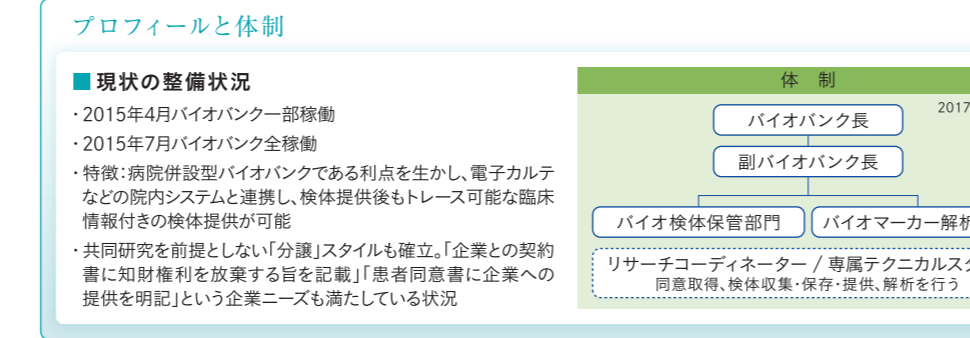 プロフィールと体制
■現状の整備状況
・2015年4月バイオバンク一部稼働
・2015年7月バイオバンク全稼働
・特徴：病院併設型バイオバンクである利点を生かし、電子カルテ
などの院内システムと連携し、検体提供後もトレース可能な臨床
情報付きの検体提供が可能
・共同研究を前提としない「分譲」スタイルも確立。「企業との契約
書に知財権利を放棄する旨を記載」「患者同意書に企業への
提供を明記」という企業ニーズも満たしている状況
体 制
2017
バイオバンク長
副バイオバンク長
バイオ検体保管部門
バイオマーカー解析
リサーチコーディネーター / 専属テクニカルスタ
同意取得、検体収集・保存・提供、解析を行う